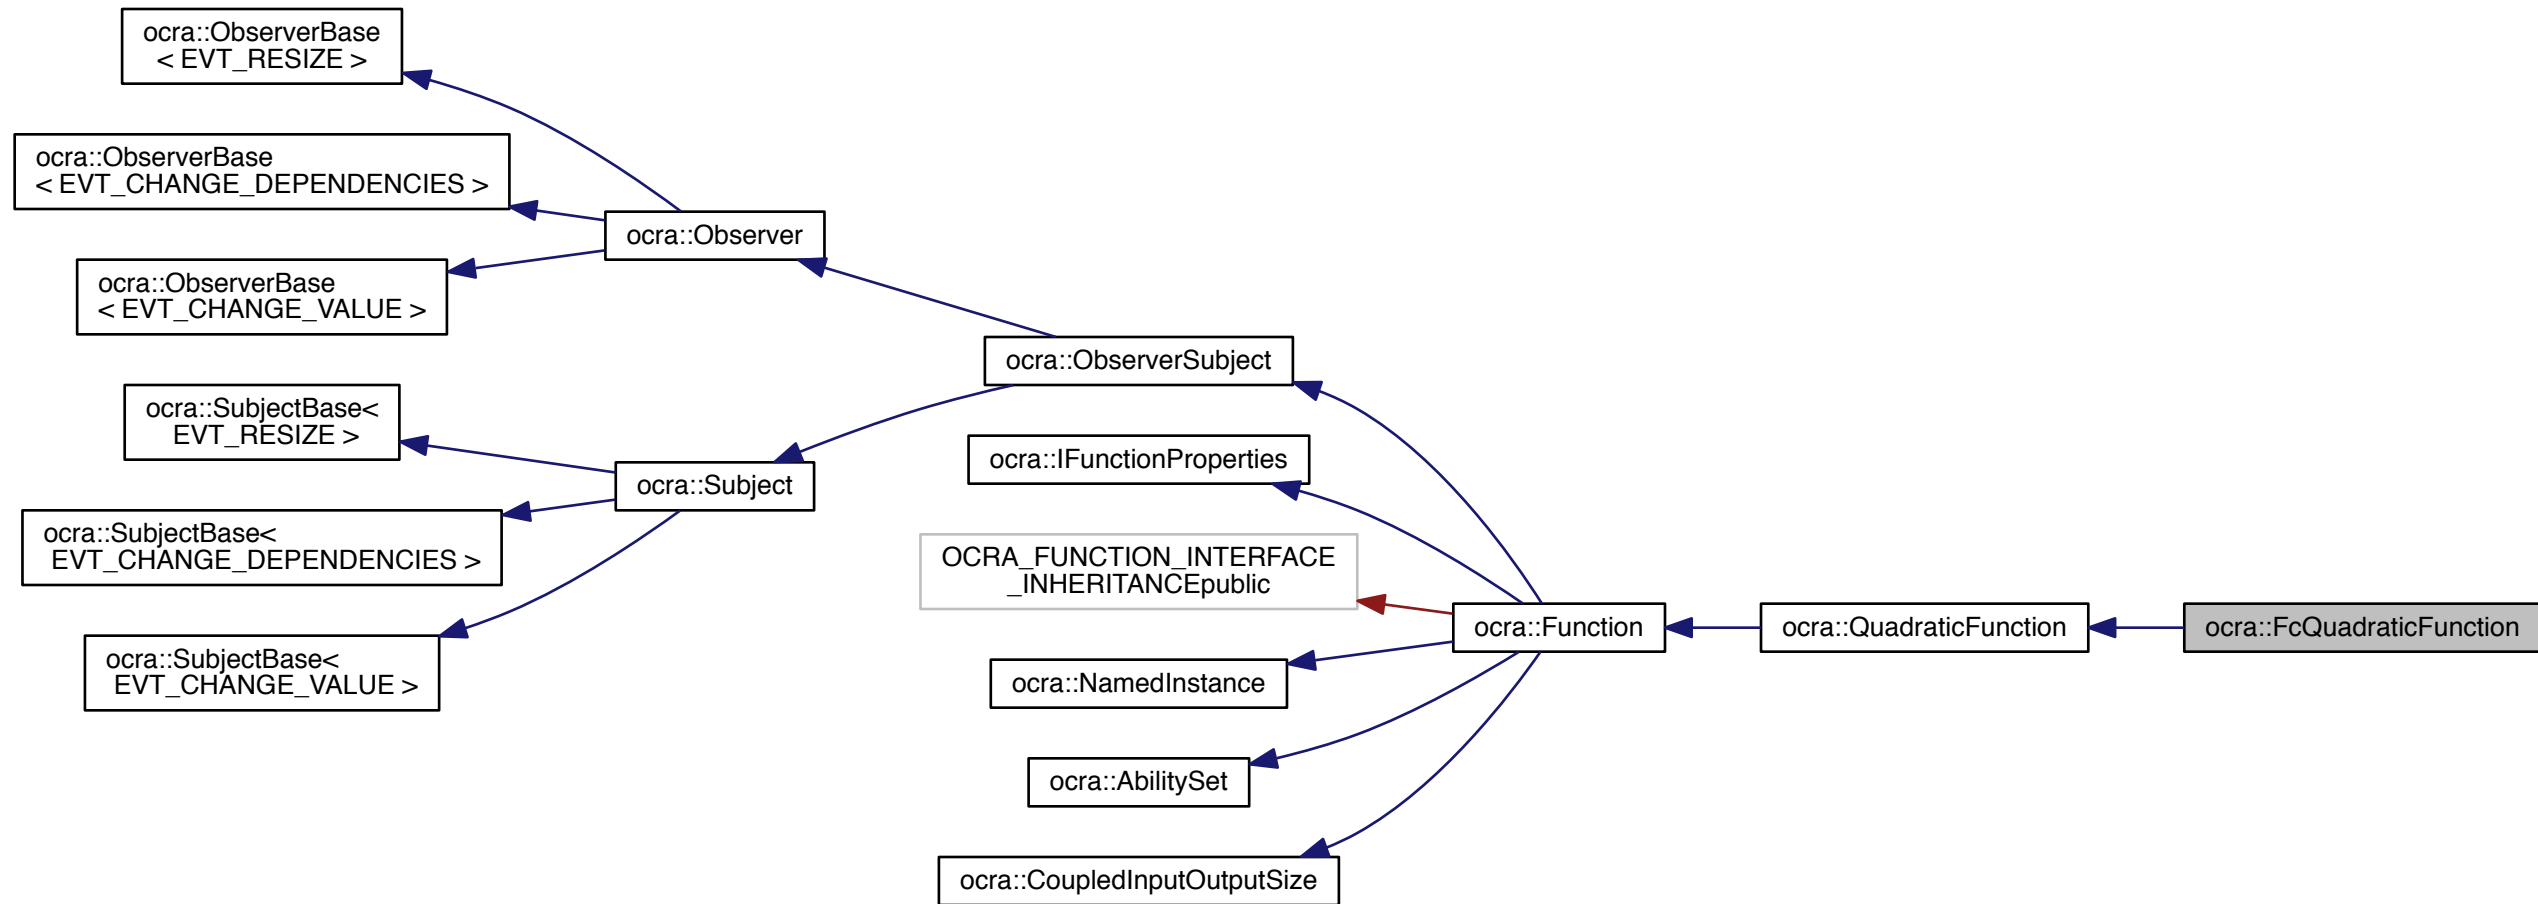 ocra::ObserverBase
< EVT_RESIZE >
ocra::ObserverBase
< EVT_CHANGE_DEPENDENCIES >
ocra::Observer
ocra::ObserverBase
< EVT_CHANGE_VALUE >
ocra::ObserverSubject
ocra::SubjectBase<
EVT_RESIZE >
ocra::IFunctionProperties
ocra::Subject
ocra::SubjectBase<
EVT_CHANGE_DEPENDENCIES >
OCRA_FUNCTION_INTERFACE
_INHERITANCEpublic
ocra::Function
ocra::QuadraticFunction
ocra::FcQuadraticFunction
ocra::SubjectBase<
EVT_CHANGE_VALUE >
ocra::NamedInstance
ocra::AbilitySet
ocra::CoupledInputOutputSize